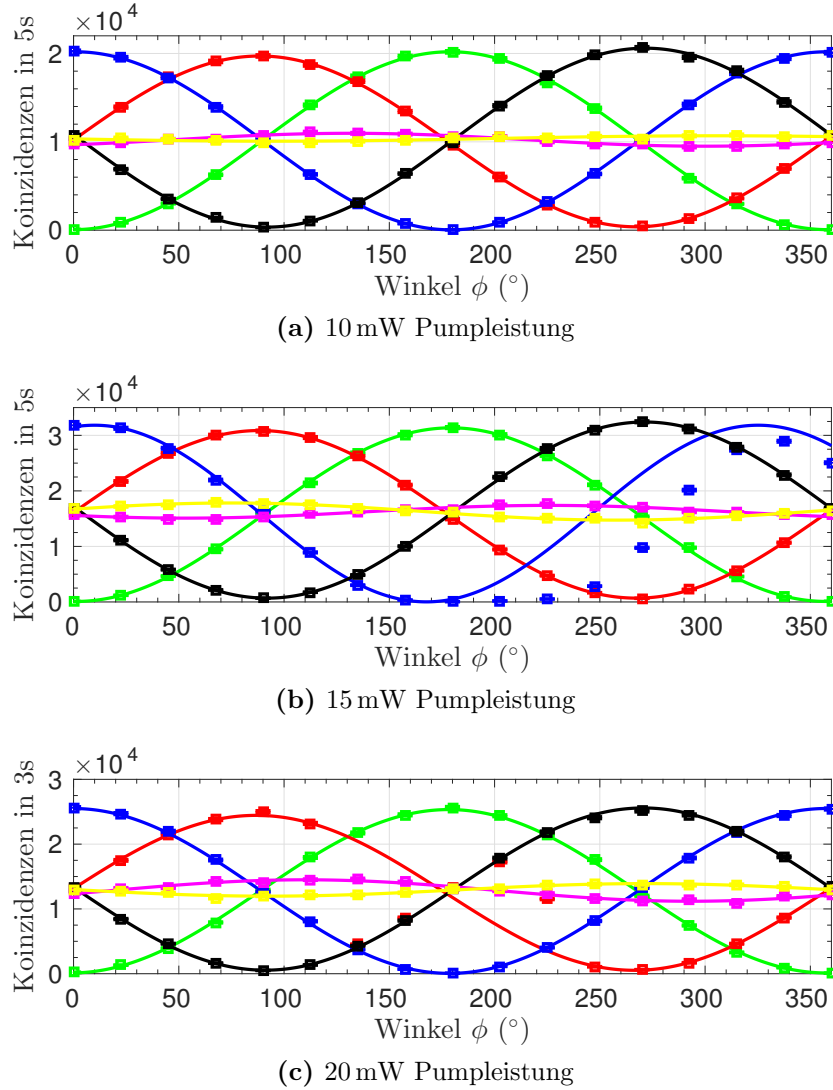 ×10⁴
Koinzidenzen in 5s
2
1
0
0 50 100 150 200 250 300 350
Winkel ϕ (°)
(a) 10 mW Pumpleistung
×10⁴
Koinzidenzen in 5s
3
2
1
0
0 50 100 150 200 250 300 350
Winkel ϕ (°)
(b) 15 mW Pumpleistung
×10⁴
Koinzidenzen in 3s
3
2
1
0
0 50 100 150 200 250 300 350
Winkel ϕ (°)
(c) 20 mW Pumpleistung